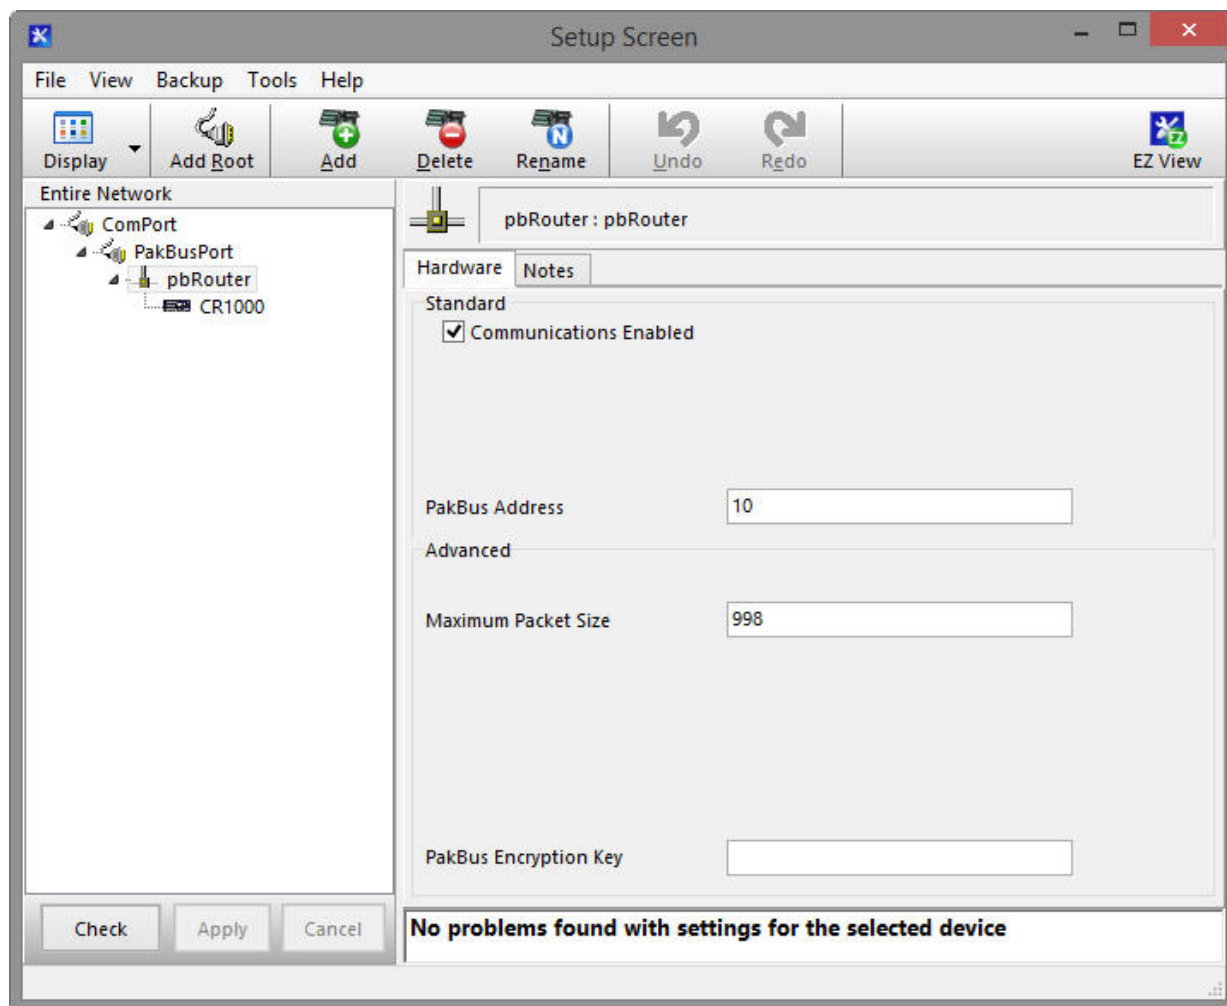 Setup Screen
File View Backup Tools Help
Display Add Root Add Delete Rename Undo Redo EZ View
Entire Network
ComPort
PakBusPort
pbRouter
CR1000
pbRouter : pbRouter
Hardware Notes
Standard
Communications Enabled
PakBus Address 10
Advanced
Maximum Packet Size 998
PakBus Encryption Key
Check Apply Cancel
No problems found with settings for the selected device